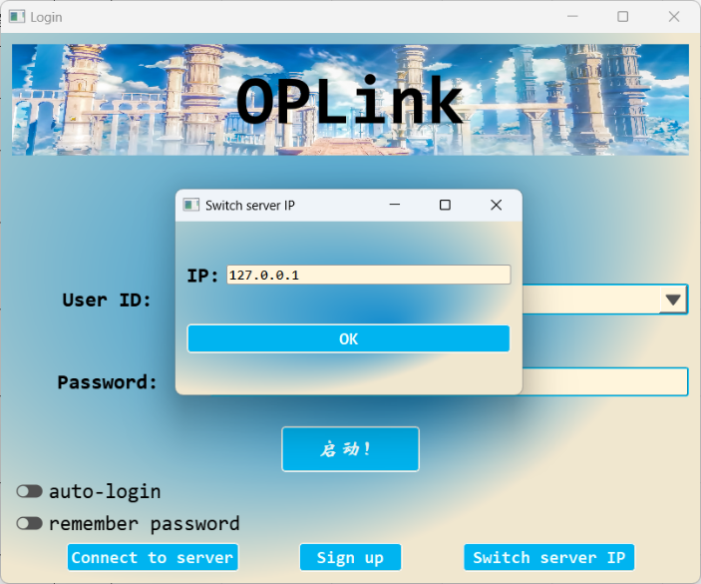 Login
OPLink
Switch server IP
IP: 127.0.0.1
User ID:
OK
Password:
启动!
auto-login
remember password
Connect to server Sign up Switch server IP